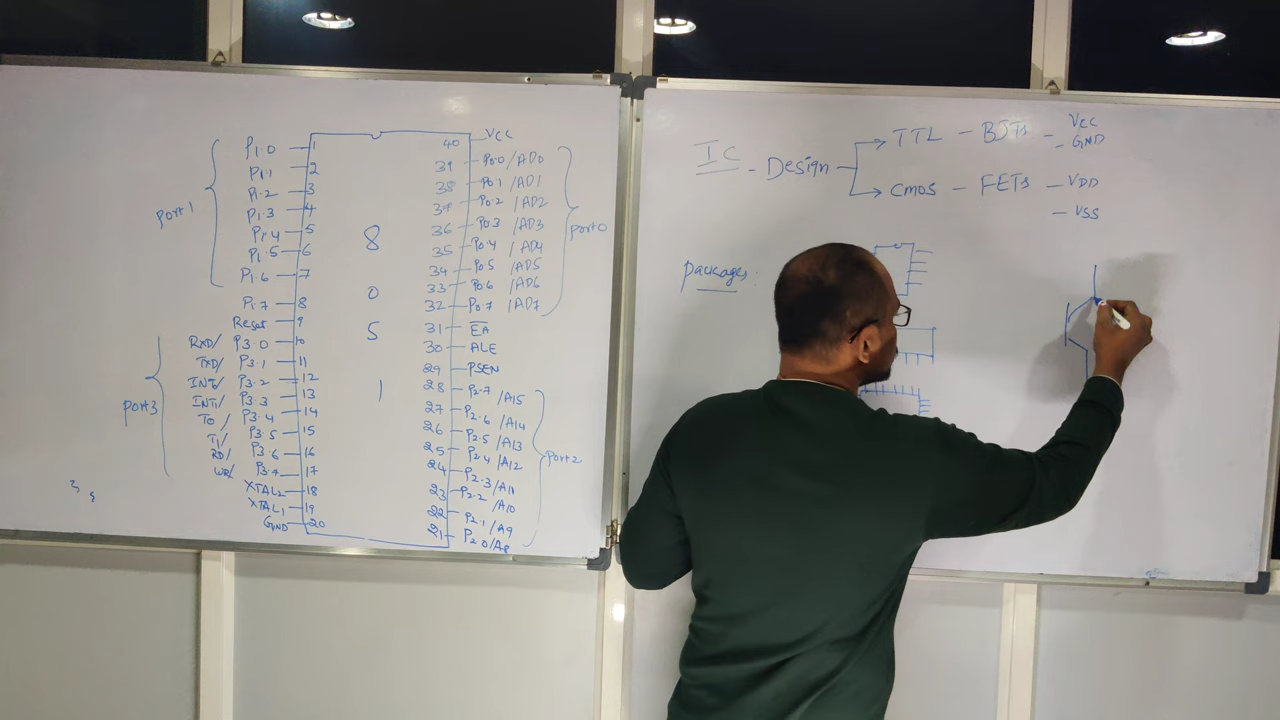 P1.0 1 40 VCC
P1.1 2 39 P0.0/AD0
P1.2 3 38 P0.1/AD1
P1.3 4 37 P0.2/AD2
P1.4 5 36 P0.3/AD3
P1.5 6 35 P0.4/AD4
P1.6 7 34 P0.5/AD5
33 P0.6/AD6
P1.7 8 32 P0.7/AD7
Reset 9 31 EA
RXD/ P3.0 10 30 ALE
TXD/ P3.1 11 29 PSEN
INT0/ P3.2 12 28 P2.7/A15
INT1/ P3.3 13 27 P2.6/A14
T0/ P3.4 14 26 P2.5/A13
T1/ P3.5 15 25 P2.4/A12
RD/ P3.6 16 24 P2.3/A11
WR/ P3.7 17 23 P2.2/A10
XTAL2 18 22 P2.1/A9
XTAL1 19 21 P2.0/A8
GND 20
Port1
Port3
8
0
5
1
Port0
Port2
IC - Design
TTL - BJTs - VCC
- GND
CMOS - FETs - VDD
- VSS
packages: